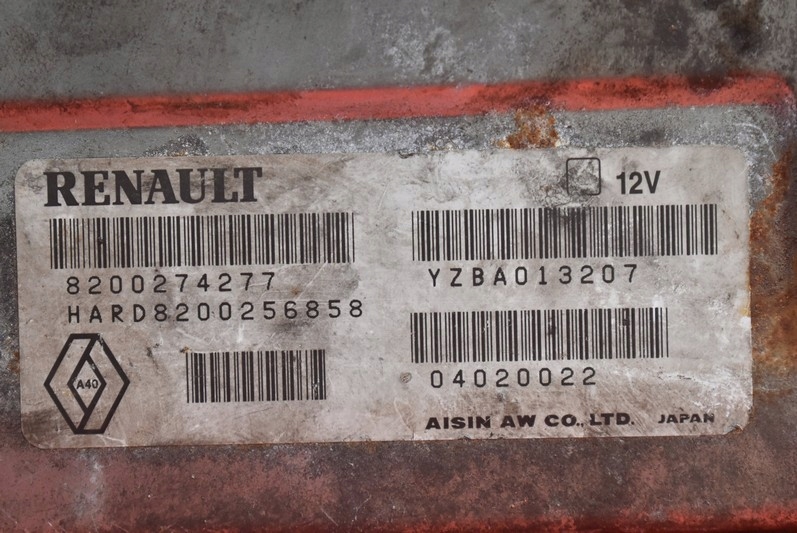 RENAULT
12V
8200274277
HARD8200256858
YZBA013207
04020022
A40
AISIN AW CO., LTD. JAPAN